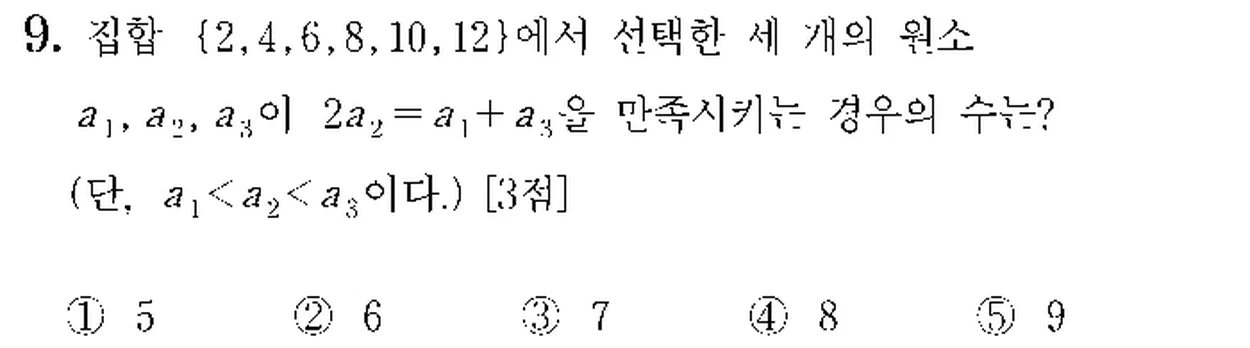 9. 집합 {2, 4, 6, 8, 10, 12}에서 선택한 세 개의 원소
a₁, a₂, a₃이 2a₂ = a₁ + a₃을 만족시키는 경우의 수는?
(단, a₁ < a₂ < a₃이다.) [3점]
① 5 ② 6 ③ 7 ④ 8 ⑤ 9